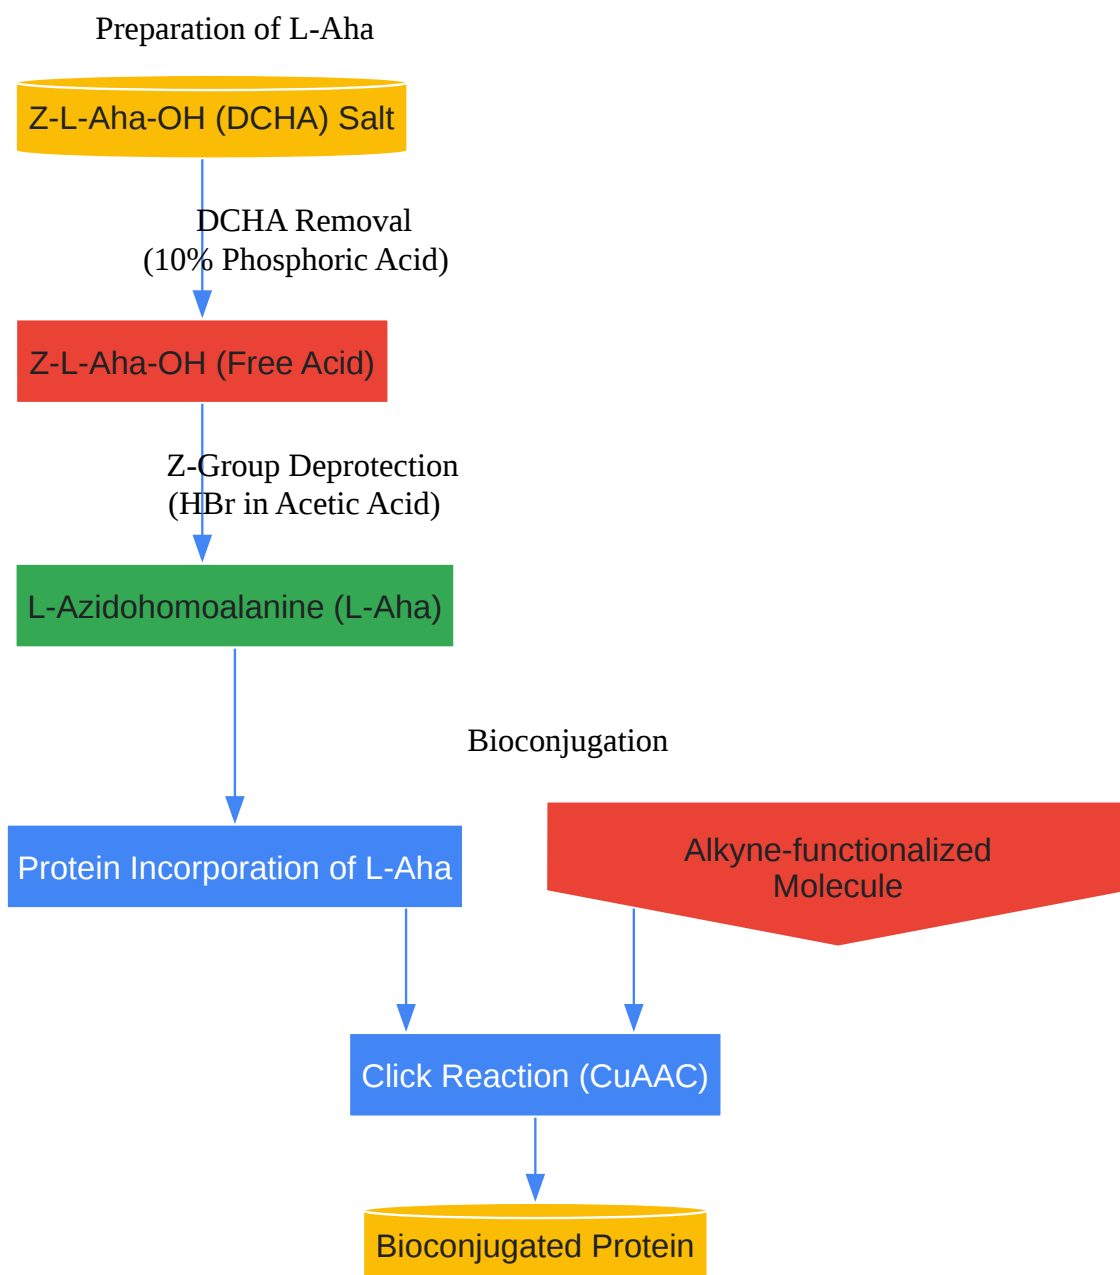 Preparation of L-Aha
Z-L-Aha-OH (DCHA) Salt
DCHA Removal
(10% Phosphoric Acid)
Z-L-Aha-OH (Free Acid)
Z-Group Deprotection
(HBr in Acetic Acid)
L-Azidohomoalanine (L-Aha)
Bioconjugation
Protein Incorporation of L-Aha
Alkyne-functionalized
Molecule
Click Reaction (CuAAC)
Bioconjugated Protein